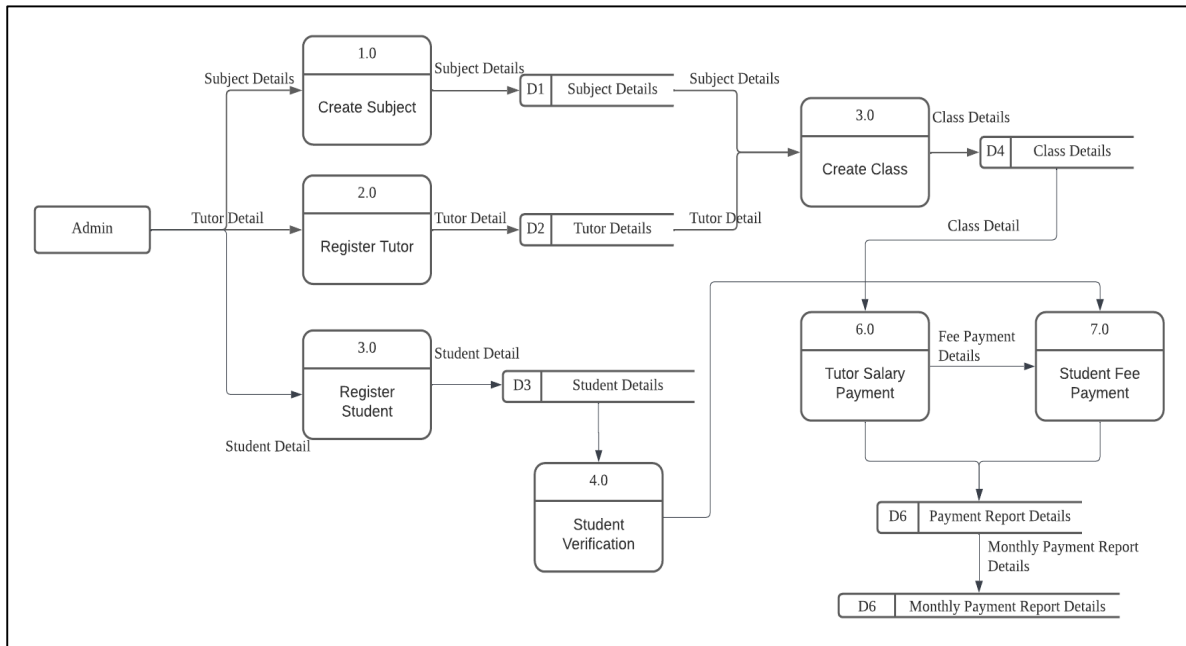 1.0
Create Subject
Subject Details
Subject Details
D1
Subject Details
Subject Details
3.0
Create Class
Class Details
D4
Class Details
Admin
Tutor Detail
2.0
Register Tutor
Tutor Detail
D2
Tutor Details
Tutor Detail
Class Detail
3.0
Register
Student
Student Detail
Student Detail
D3
Student Details
4.0
Student
Verification
6.0
Tutor Salary
Payment
Fee Payment
Details
7.0
Student Fee
Payment
D6
Payment Report Details
Monthly Payment Report
Details
D6
Monthly Payment Report Details